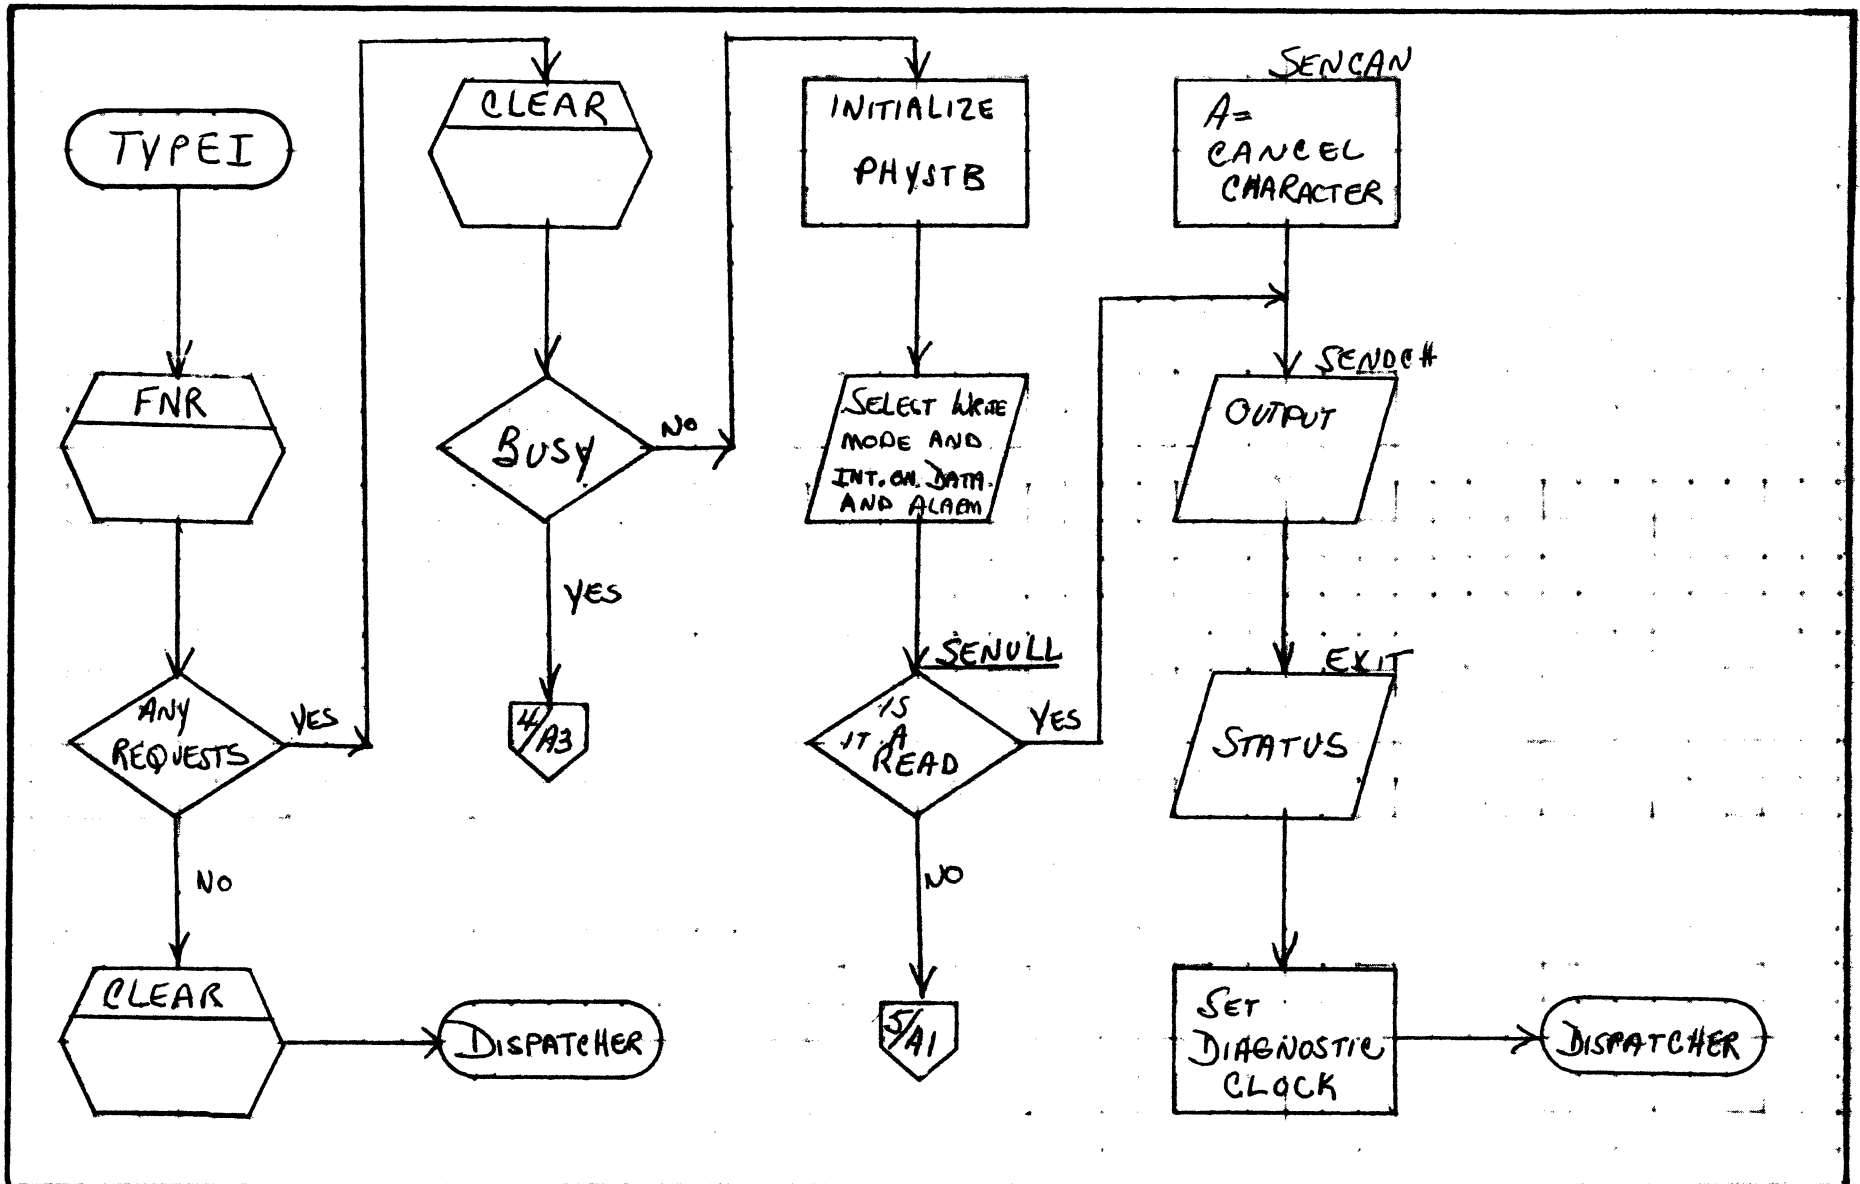 TYPEI
FNR
ANY
REQUESTS
YES
NO
CLEAR
DISPATCHER
CLEAR
BUSY
NO
YES
4/A3
INITIALIZE
PHYSTB
SELECT WRITE
MODE AND
INT. ON DATA
AND ALARM
SENULL
IS
IT A
READ
YES
NO
5/A1
SENCAN
A=
CANCEL
CHARACTER
SENDCH
OUTPUT
EXIT
STATUS
SET
DIAGNOSTIC
CLOCK
DISPATCHER